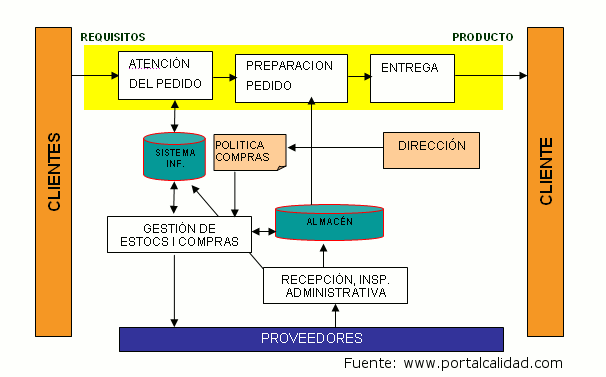 REQUISITOS
PRODUCTO
CLIENTES
ATENCIÓN
DEL PEDIDO
PREPARACION
PEDIDO
ENTREGA
CLIENTE
SISTEMA
INF.
POLITICA
COMPRAS
DIRECCIÓN
GESTIÓN DE
ESTOCS I COMPRAS
ALMACÉN
RECEPCIÓN, INSP.
ADMINISTRATIVA
PROVEEDORES
Fuente: www.portalcalidad.com